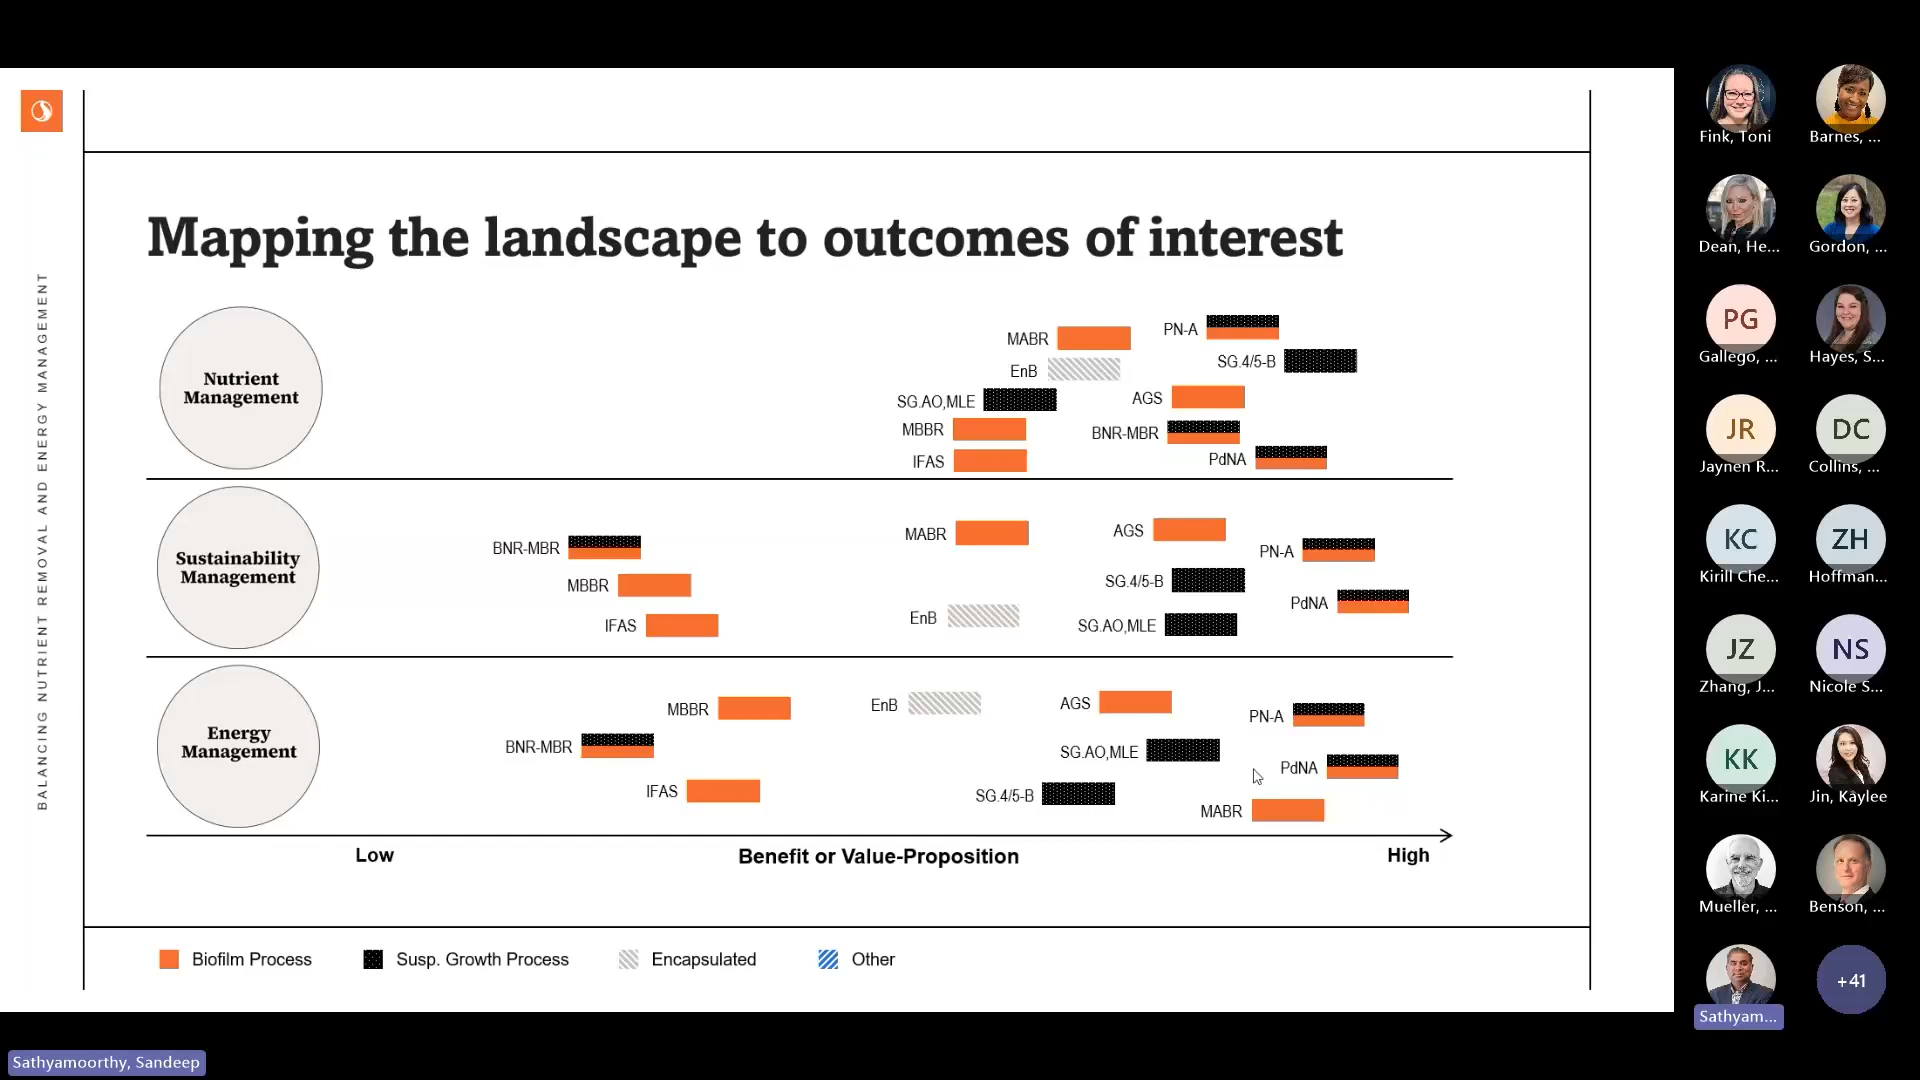 BALANCING NUTRIENT REMOVAL AND ENERGY MANAGEMENT
Mapping the landscape to outcomes of interest
Nutrient
Management
MABR
PN-A
EnB
SG.4/5-B
SG.AO,MLE
AGS
MBBR
BNR-MBR
IFAS
PdNA
Sustainability
Management
BNR-MBR
MABR
AGS
PN-A
MBBR
SG.4/5-B
PdNA
IFAS
EnB
SG.AO,MLE
Energy
Management
MBBR
EnB
AGS
PN-A
BNR-MBR
SG.AO,MLE
PdNA
IFAS
SG.4/5-B
MABR
Low
Benefit or Value-Proposition
High
Biofilm Process
Susp. Growth Process
Encapsulated
Other
Fink, Toni
Barnes, ...
Dean, He...
Gordon, ...
PG
Gallego, ...
Hayes, S...
JR
Jaynen R...
DC
Collins, ...
KC
Kirill Che...
ZH
Hoffman...
JZ
Zhang, J...
NS
Nicole S...
KK
Karine Ki...
Jin, Kaylee
Mueller, ...
Benson, ...
Sathyam...
+41
Sathyamoorthy, Sandeep